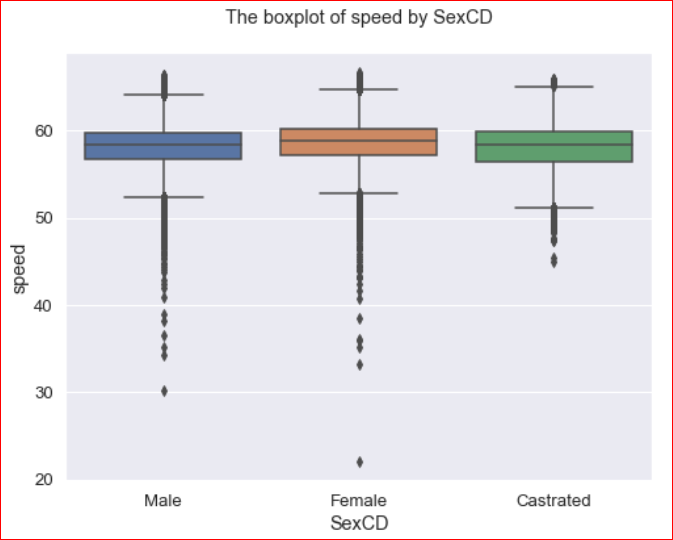 The boxplot of speed by SexCD
60
50
40
30
20
speed
Male Female Castrated
SexCD